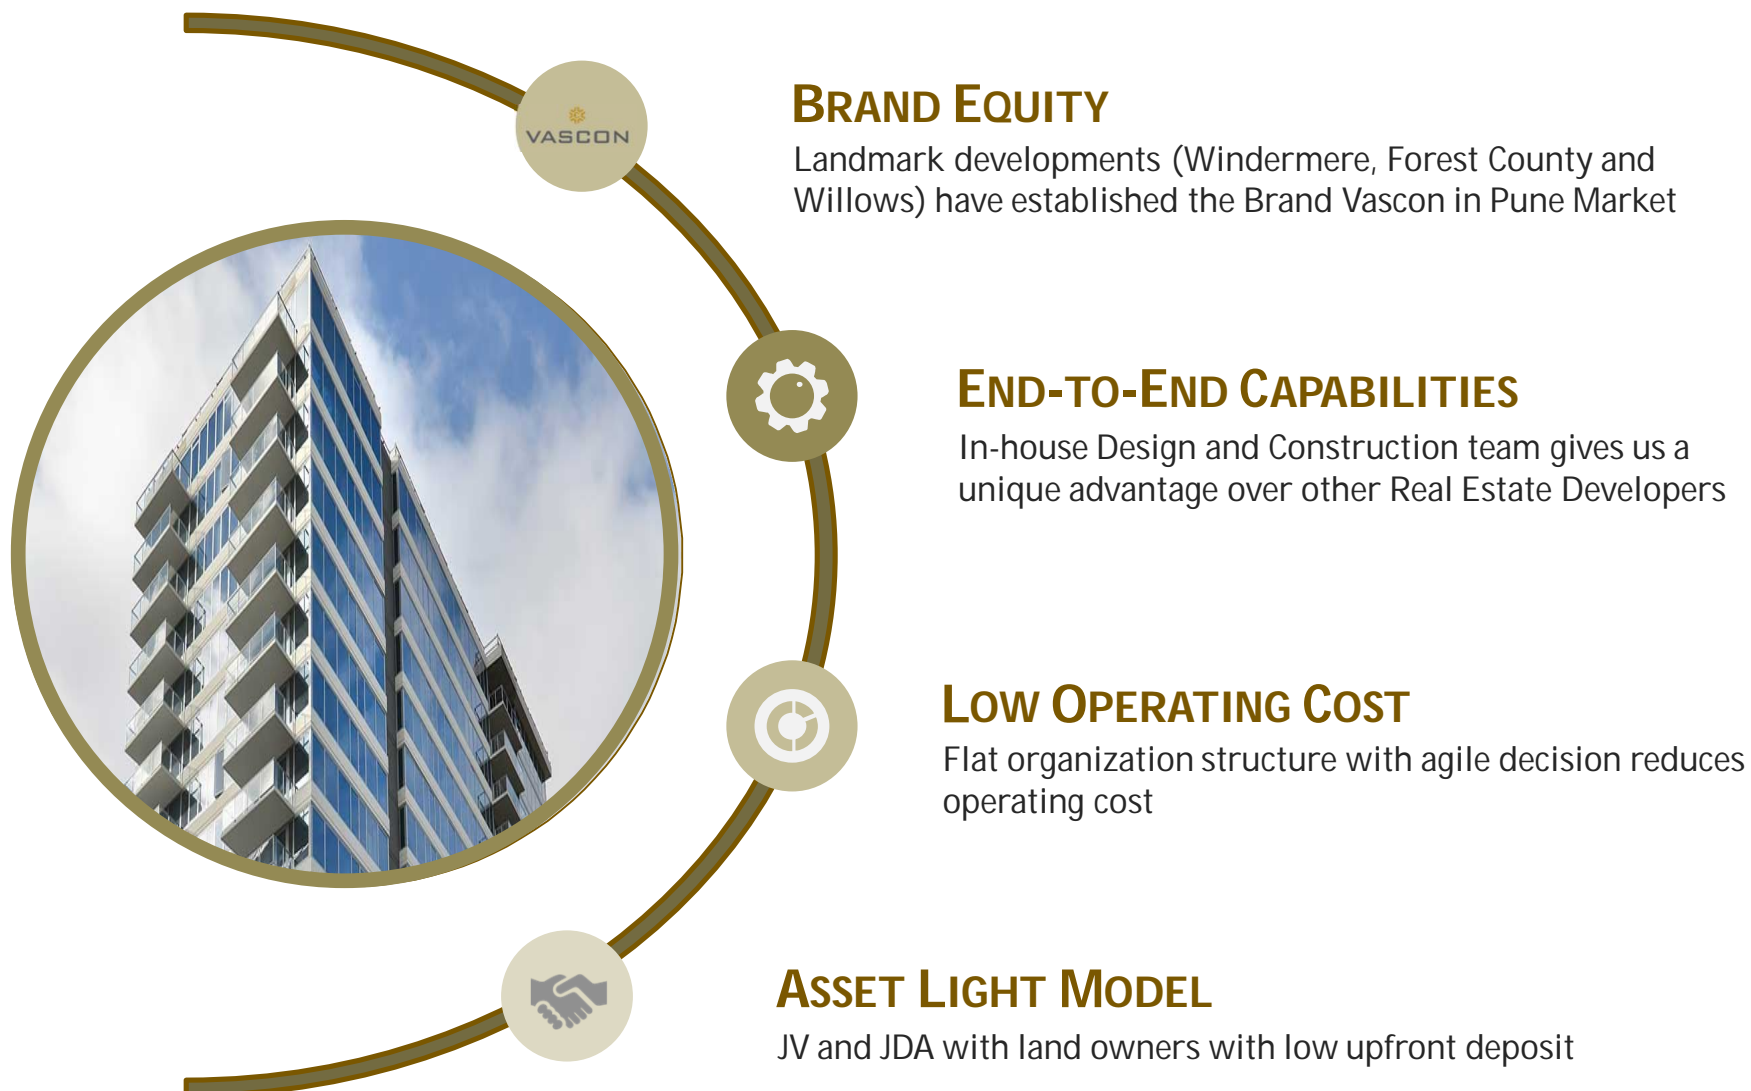 VASCON
BRAND EQUITY
Landmark developments (Windermere, Forest County and
Willows) have established the Brand Vascon in Pune Market
END-TO-END CAPABILITIES
In-house Design and Construction team gives us a
unique advantage over other Real Estate Developers
LOW OPERATING COST
Flat organization structure with agile decision reduces
operating cost
ASSET LIGHT MODEL
JV and JDA with land owners with low upfront deposit